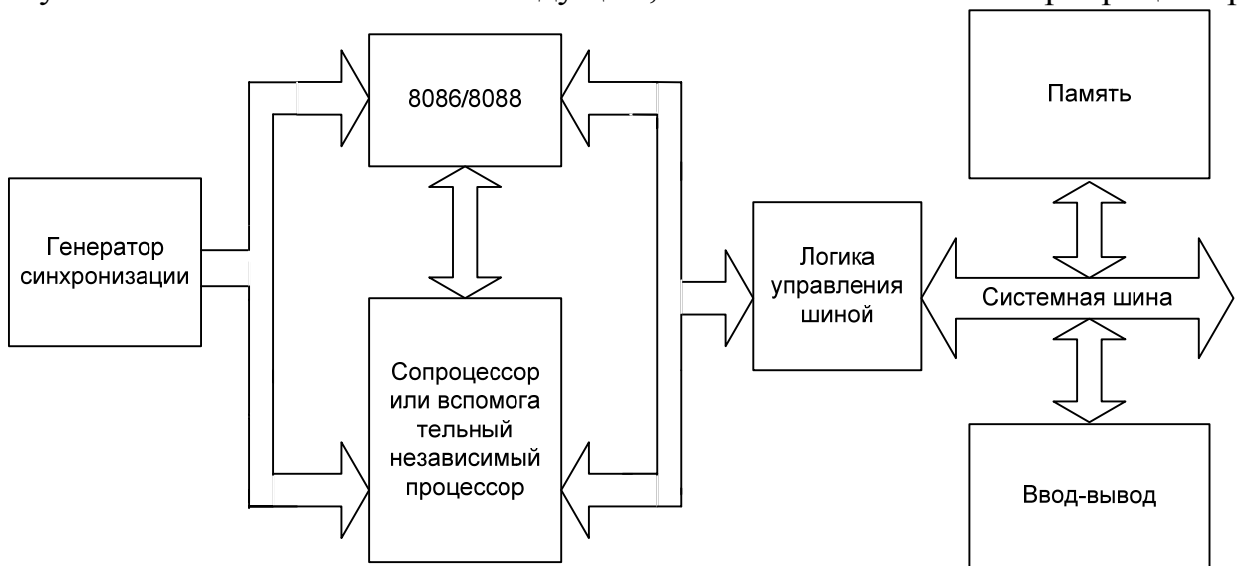 8086/8088
Память
Генератор
синхронизации
Логика
управления
шиной
Системная шина
Сопроцессор
или вспомога
тельный
независимый
процессор
Ввод-вывод